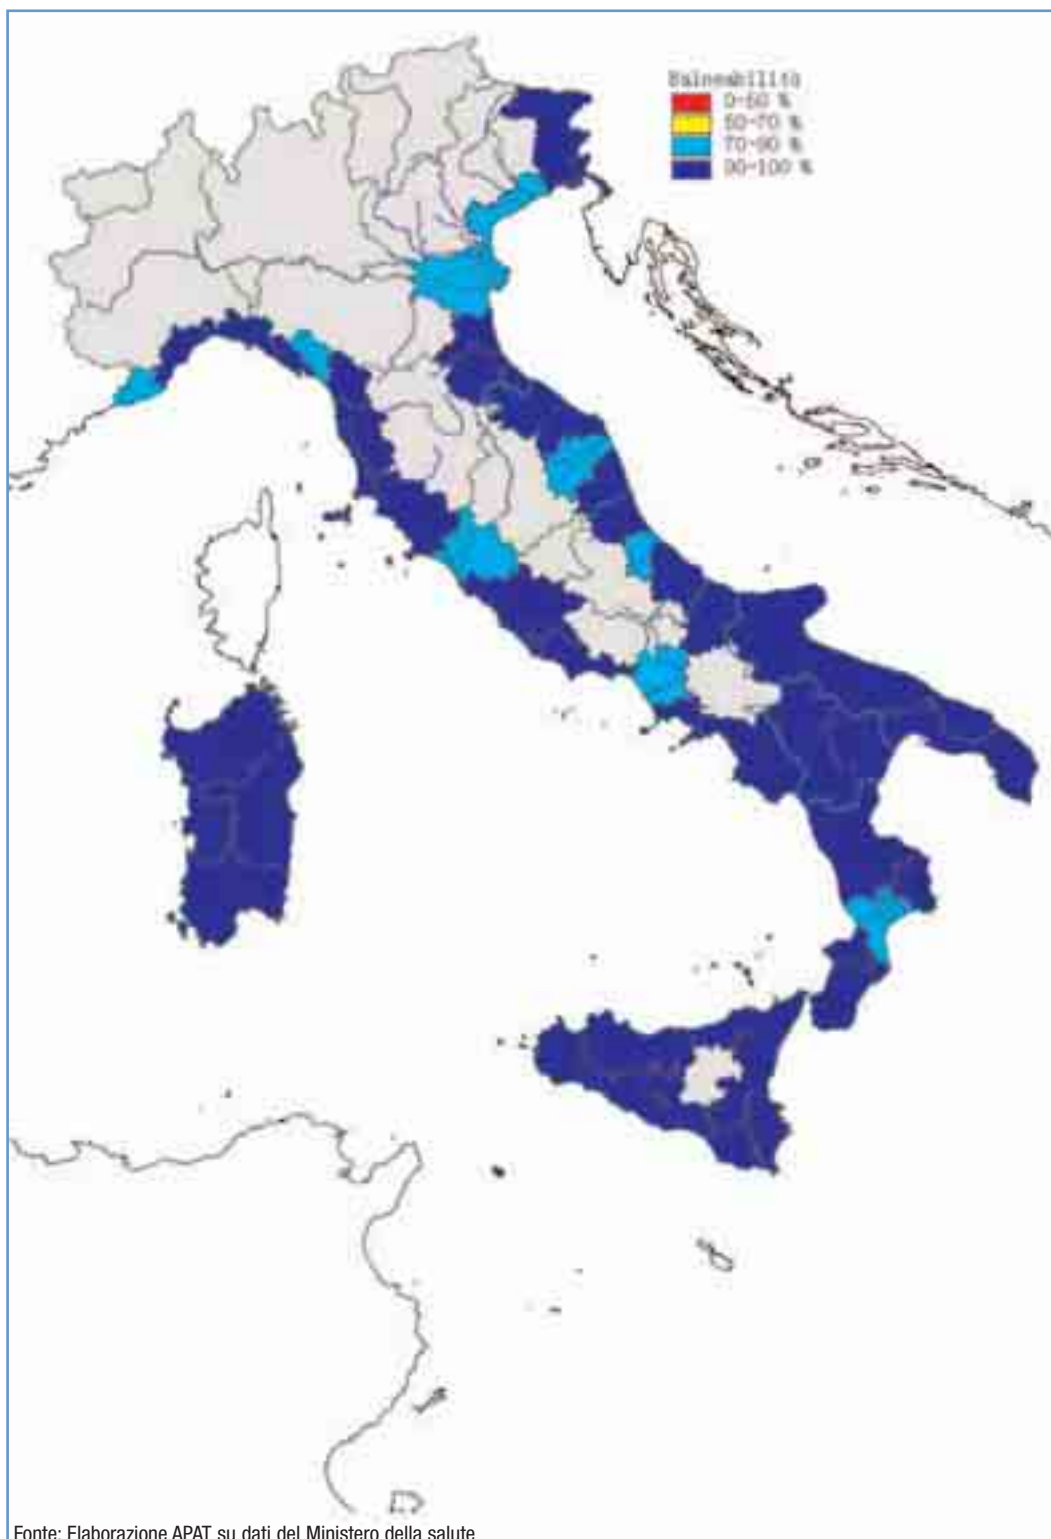 Balneabilità
0-50 %
50-70 %
70-90 %
90-100 %
Fonte: Elaborazione APAT su dati del Ministero della salute